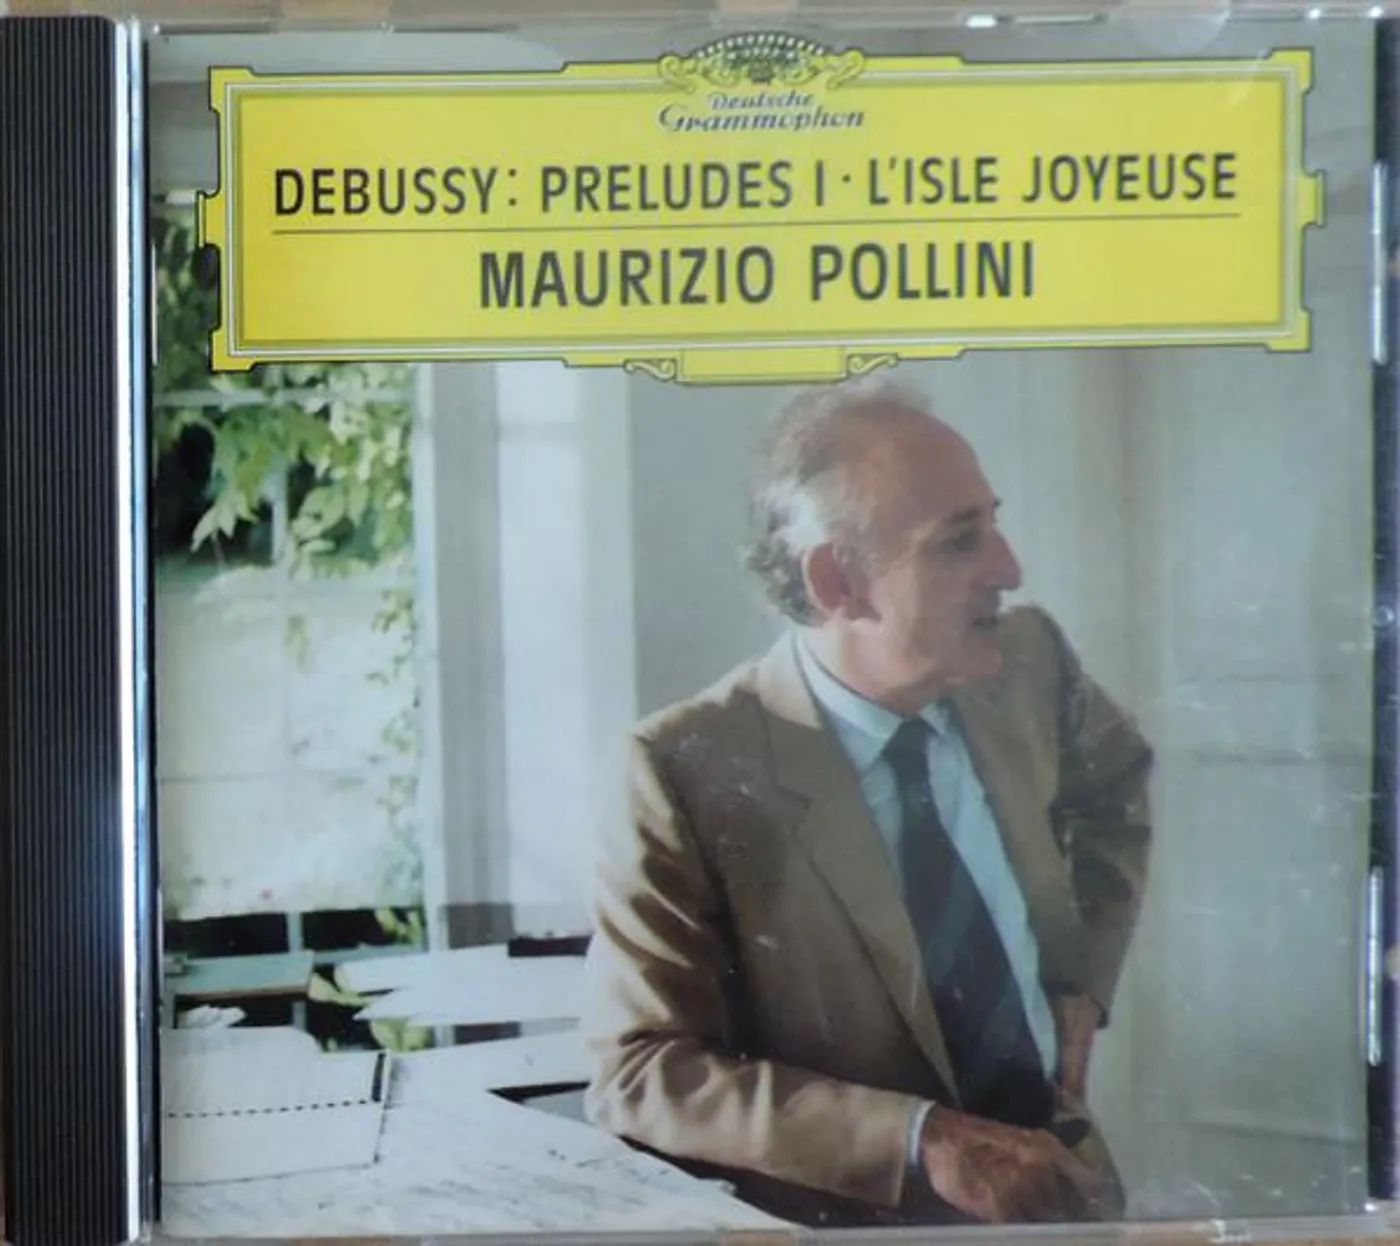 Deutsche
Grammophon
DEBUSSY: PRELUDES I · L'ISLE JOYEUSE
MAURIZIO POLLINI